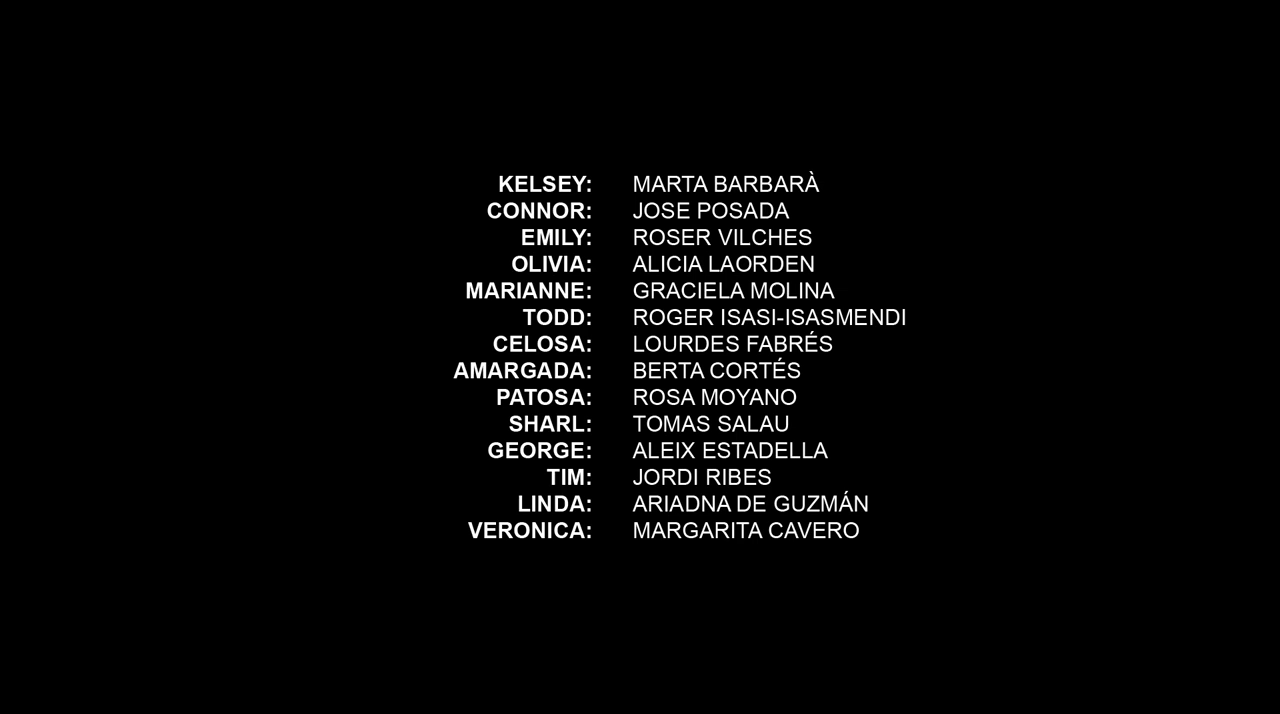 KELSEY: MARTA BARBARÀ
CONNOR: JOSE POSADA
EMILY: ROSER VILCHES
OLIVIA: ALICIA LAORDEN
MARIANNE: GRACIELA MOLINA
TODD: ROGER ISASI-ISASMENDI
CELOSA: LOURDES FABRÉS
AMARGADA: BERTA CORTÉS
PATOSA: ROSA MOYANO
SHARL: TOMAS SALAU
GEORGE: ALEIX ESTADELLA
TIM: JORDI RIBES
LINDA: ARIADNA DE GUZMÁN
VERONICA: MARGARITA CAVERO